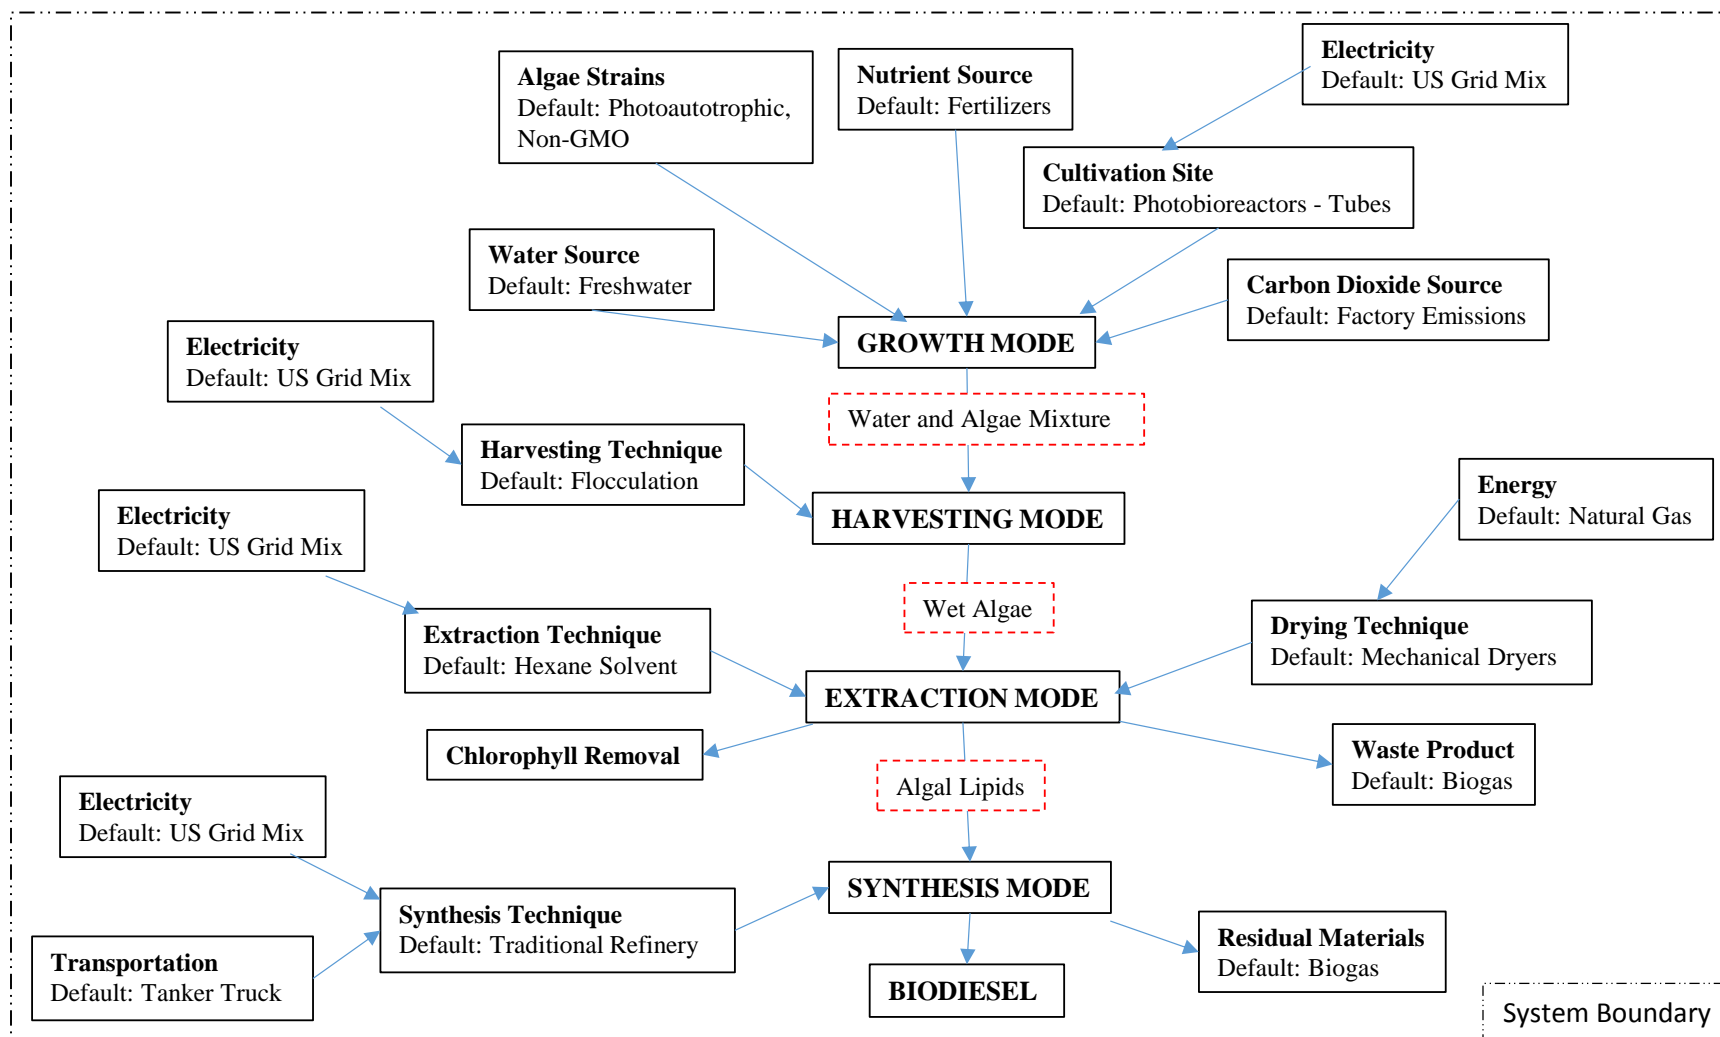 Algae Strains
Default: Photoautotrophic,
Non-GMO
Nutrient Source
Default: Fertilizers
Electricity
Default: US Grid Mix
Cultivation Site
Default: Photobioreactors - Tubes
Water Source
Default: Freshwater
Carbon Dioxide Source
Default: Factory Emissions
GROWTH MODE
Electricity
Default: US Grid Mix
Water and Algae Mixture
Harvesting Technique
Default: Flocculation
HARVESTING MODE
Energy
Default: Natural Gas
Electricity
Default: US Grid Mix
Wet Algae
Extraction Technique
Default: Hexane Solvent
Drying Technique
Default: Mechanical Dryers
EXTRACTION MODE
Chlorophyll Removal
Waste Product
Default: Biogas
Algal Lipids
Electricity
Default: US Grid Mix
SYNTHESIS MODE
Synthesis Technique
Default: Traditional Refinery
Transportation
Default: Tanker Truck
Residual Materials
Default: Biogas
BIODIESEL
System Boundary